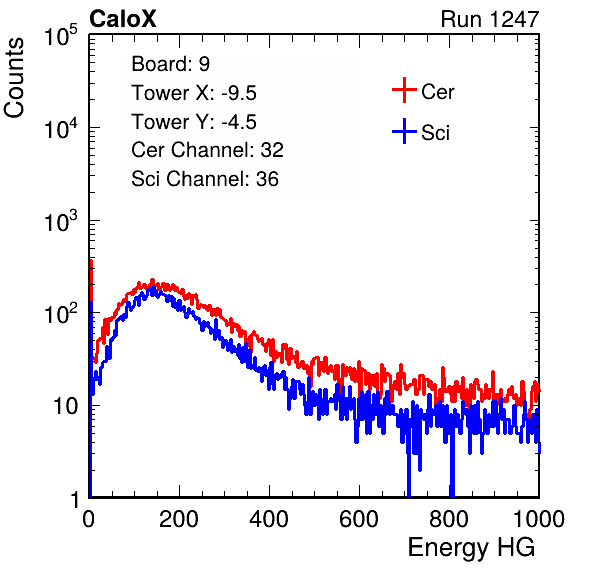 CaloX Run 1247
Counts
10^5
10^4
10^3
10^2
10
1
Board: 9
Tower X: -9.5
Tower Y: -4.5
Cer Channel: 32
Sci Channel: 36
Cer
Sci
0 200 400 600 800 1000
Energy HG